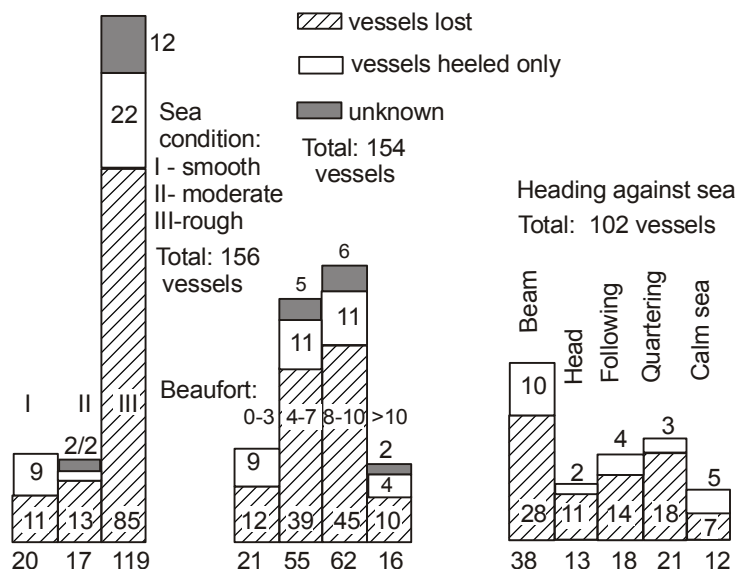 vessels lost
vessels heeled only
unknown
Total: 154
vessels
12
22
Sea
condition:
I - smooth
II- moderate
III-rough
Total: 156
vessels
I II III
2/2
9
11 13 85
20 17 119
Beaufort:
0-3 4-7 8-10 >10
5 6
11 11
9 2
4
12 39 45 10
21 55 62 16
Heading against sea
Total: 102 vessels
Beam
Head
Following
Quartering
Calm sea
10 2 4 3 5
28 11 14 18 7
38 13 18 21 12